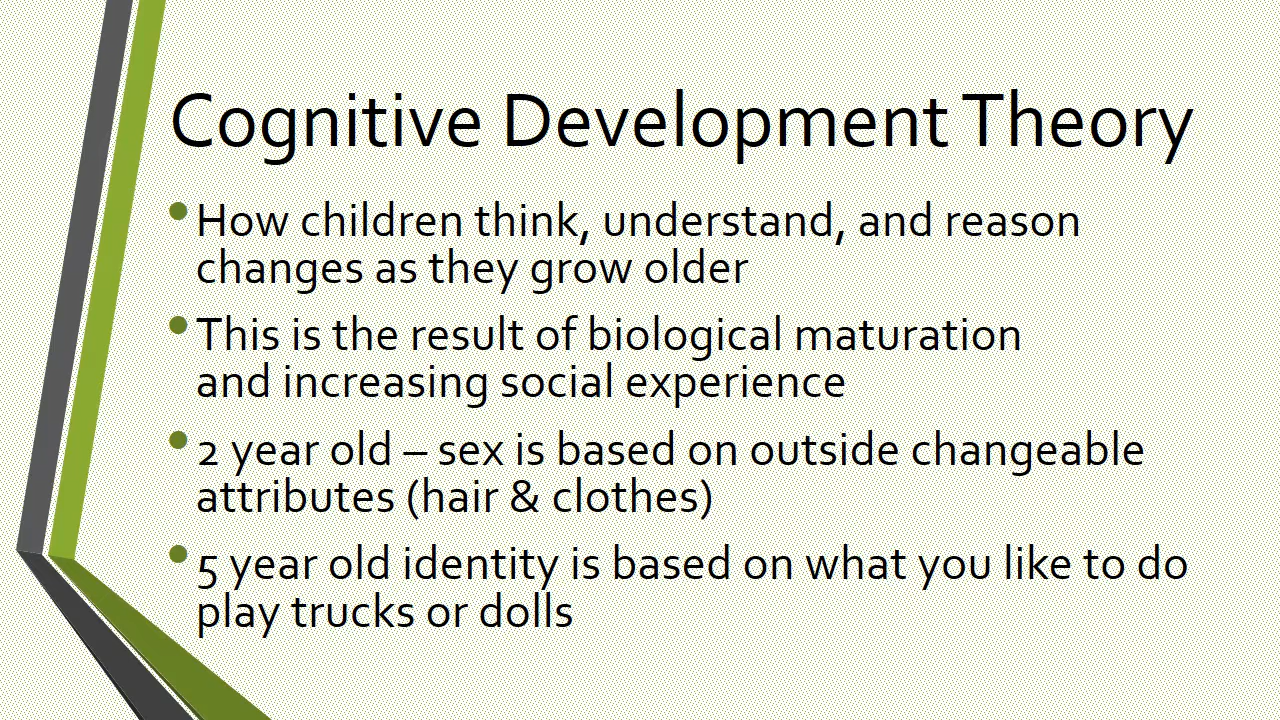 Cognitive Development Theory
• How children think, understand, and reason
changes as they grow older
• This is the result of biological maturation
and increasing social experience
• 2 year old – sex is based on outside changeable
attributes (hair & clothes)
• 5 year old identity is based on what you like to do
play trucks or dolls